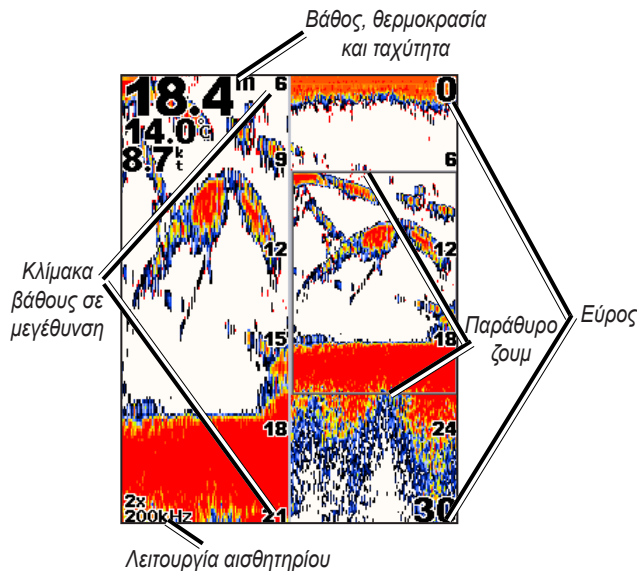 Βάθος, θερμοκρασία
και ταχύτητα
18.4 m
14.0 °C
8.7 kt
6
9
12
15
18
21
2x
200kHz
0
6
12
18
24
30
Κλίμακα
βάθους σε
μεγέθυνση
Παράθυρο
ζουμ
Εύρος
Λειτουργία αισθητηρίου